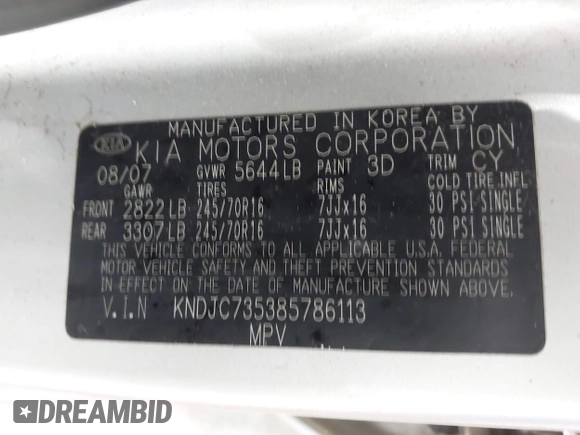 MANUFACTURED IN KOREA BY
KIA KIA MOTORS CORPORATION
08/07 GVWR 5644LB PAINT 3D TRIM CY
GAWR TIRES RIMS COLD TIRE.INFL
FRONT 2822LB 245/70R16 7JJx16 30 PSI SINGLE
REAR 3307LB 245/70R16 7JJx16 30 PSI SINGLE
THIS VEHICLE CONFORMS TO ALL APPLICABLE U.S.A. FEDERAL
MOTOR VEHICLE SAFETY AND THEFT PREVENTION STANDARDS
IN EFFECT ON THE DATE OF MANUFACTURE SHOWN ABOVE.
V.I.N KNDJC735385786113
MPV
DREAMBID